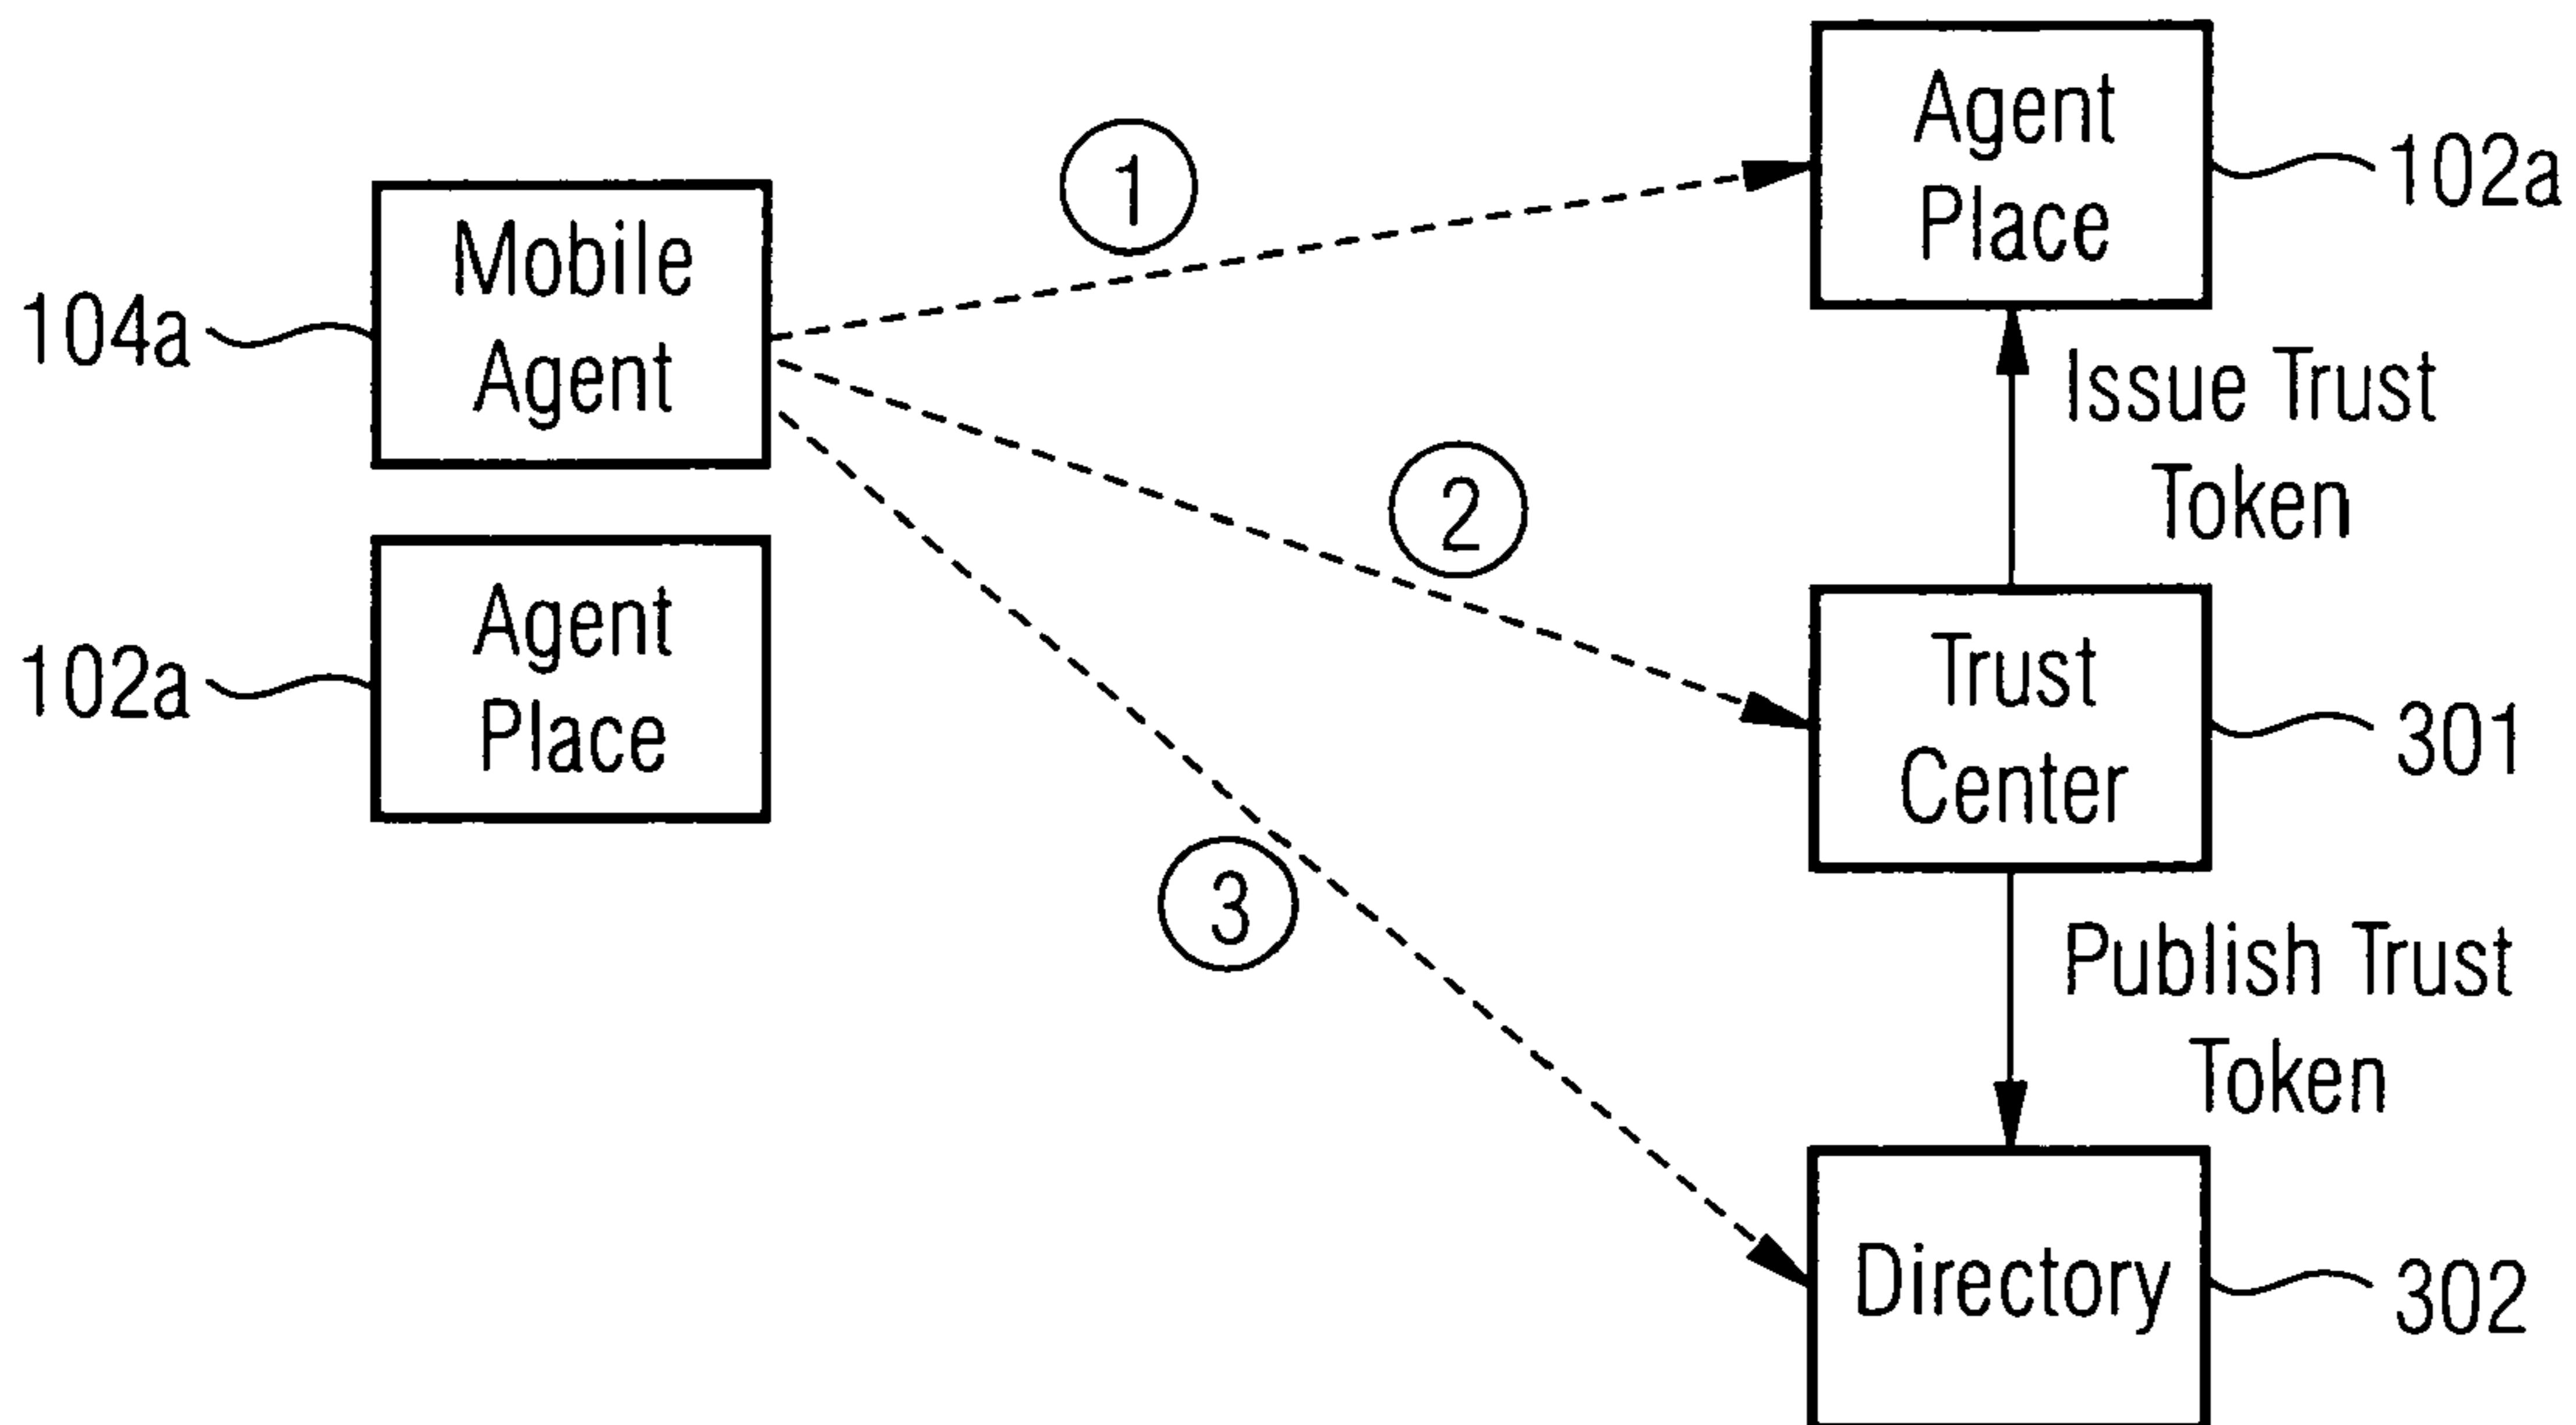 Agent
Place
102a
1
Mobile
Agent
104a
Issue Trust
Token
2
Agent
Place
102a
Trust
Center
301
3
Publish Trust
Token
Directory
302